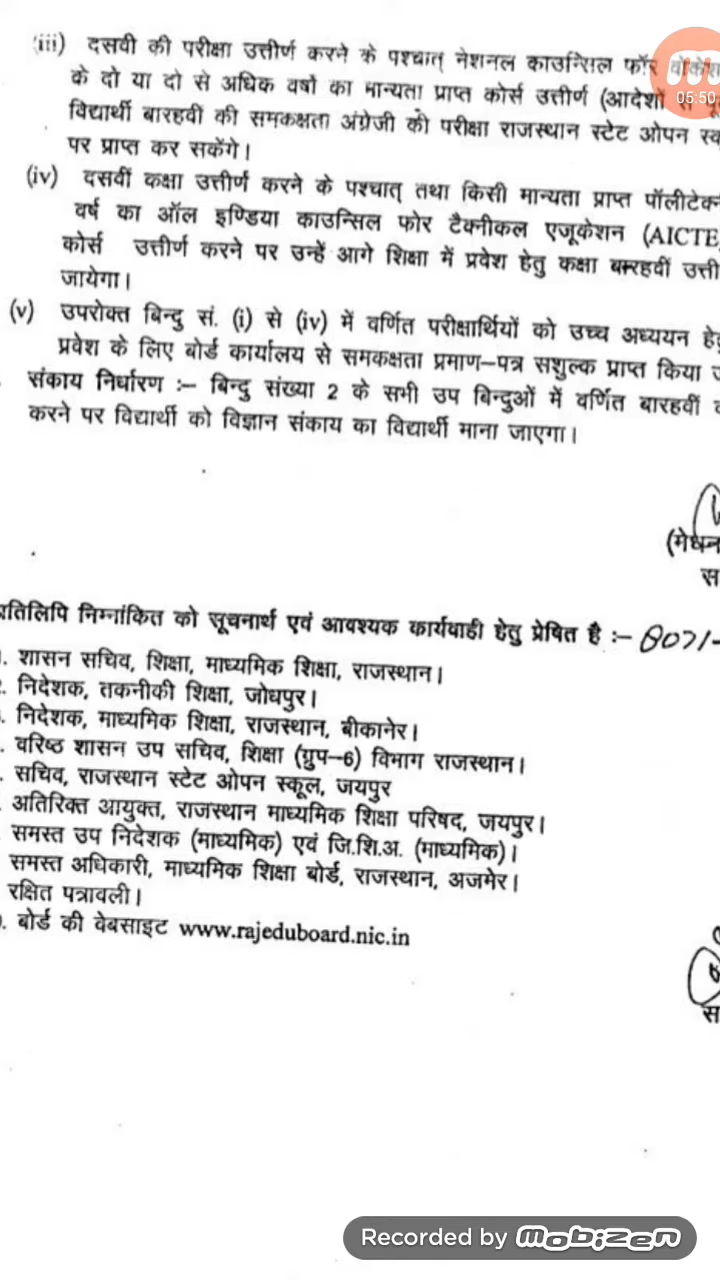 (iii) दसवी की परीक्षा उत्तीर्ण करने के पश्चात् नेशनल काउन्सिल फॉर
के दो या दो से अधिक वर्षो का मान्यता प्राप्त कोर्स उत्तीर्ण (आदेशों
05:50
विद्यार्थी बारहवी की समकक्षता अंग्रेजी की परीक्षा राजस्थान स्टेट ओपन
पर प्राप्त कर सकेंगे।
(iv) दसवीं कक्षा उत्तीर्ण करने के पश्चात् तथा किसी मान्यता प्राप्त
वर्ष का ऑल इण्डिया काउन्सिल फोर टैक्नीकल एजूकेशन (AICTE
कोर्स उत्तीर्ण करने पर उन्हें आगे शिक्षा में प्रवेश हेतु कक्षा बारहवीं
जायेगा।
(v) उपरोक्त बिन्दु सं. (i) से (iv) में वर्णित परीक्षार्थियों को उच्च अध्ययन
प्रवेश के लिए बोर्ड कार्यालय से समकक्षता प्रमाण–पत्र सशुल्क प्राप्त किया
संकाय निर्धारण :– बिन्दु संख्या 2 के सभी उप बिन्दुओं में वर्णित बारहवीं
करने पर विद्यार्थी को विज्ञान संकाय का विद्यार्थी माना जाएगा।
निम्नांकित को सूचनार्थ एवं आवश्यक कार्यवाही हेतु प्रेषित है :–
शासन सचिव, शिक्षा, माध्यमिक शिक्षा, राजस्थान।
निदेशक, तकनीकी शिक्षा, जोधपुर।
निदेशक, माध्यमिक शिक्षा, राजस्थान, बीकानेर।
वरिष्ठ शासन उप सचिव, शिक्षा (ग्रुप–6) विभाग राजस्थान।
सचिव, राजस्थान स्टेट ओपन स्कूल, जयपुर
अतिरिक्त आयुक्त, राजस्थान माध्यमिक शिक्षा परिषद, जयपुर।
समस्त उप निदेशक (माध्यमिक) एवं जि.शि.अ. (माध्यमिक)।
समस्त अधिकारी, माध्यमिक शिक्षा बोर्ड, राजस्थान, अजमेर।
रक्षित पत्रावली।
बोर्ड की वेबसाइट www.rajeduboard.nic.in
Recorded by mobizen